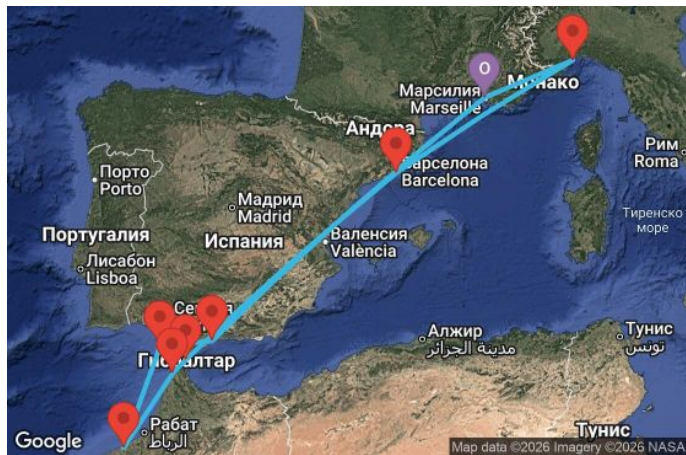 O
Марсилия
Marseille
Монако
Андора
Барселона
Barcelona
Рим
Roma
Порто
Porto
Мадрид
Madrid
Тиренско
море
Португалия
Испания
Валенсия
València
Лисабон
Lisboa
Гибралтар
Алжир
مدينة الجزائر
Тунис
تونس
Рабат
الرباط
Тунис
Google
Map data ©2026 Imagery ©2026 NASA